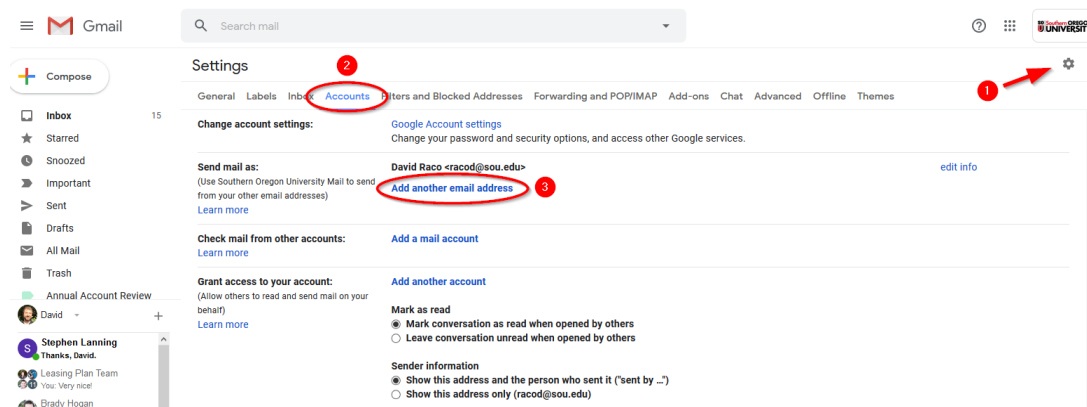 Gmail
Search mail
Southern OREGON
UNIVERSIT
Compose
Settings
2
1
General Labels Inbox Accounts Filters and Blocked Addresses Forwarding and POP/IMAP Add-ons Chat Advanced Offline Themes
Inbox 15
Starred
Snoozed
Important
Sent
Drafts
All Mail
Trash
Annual Account Review
David
S
Stephen Lanning
Thanks, David.
Leasing Plan Team
11
You: Very nice!
Brady Hogan
Change account settings:
Google Account settings
Change your password and security options, and access other Google services.
Send mail as:
(Use Southern Oregon University Mail to send
from your other email addresses)
Learn more
David Raco <racod@sou.edu>
edit info
Add another email address
3
Check mail from other accounts:
Learn more
Add a mail account
Grant access to your account:
(Allow others to read and send mail on your
behalf)
Learn more
Add another account
Mark as read
Mark conversation as read when opened by others
Leave conversation unread when opened by others
Sender information
Show this address and the person who sent it ("sent by ...")
Show this address only (racod@sou.edu)